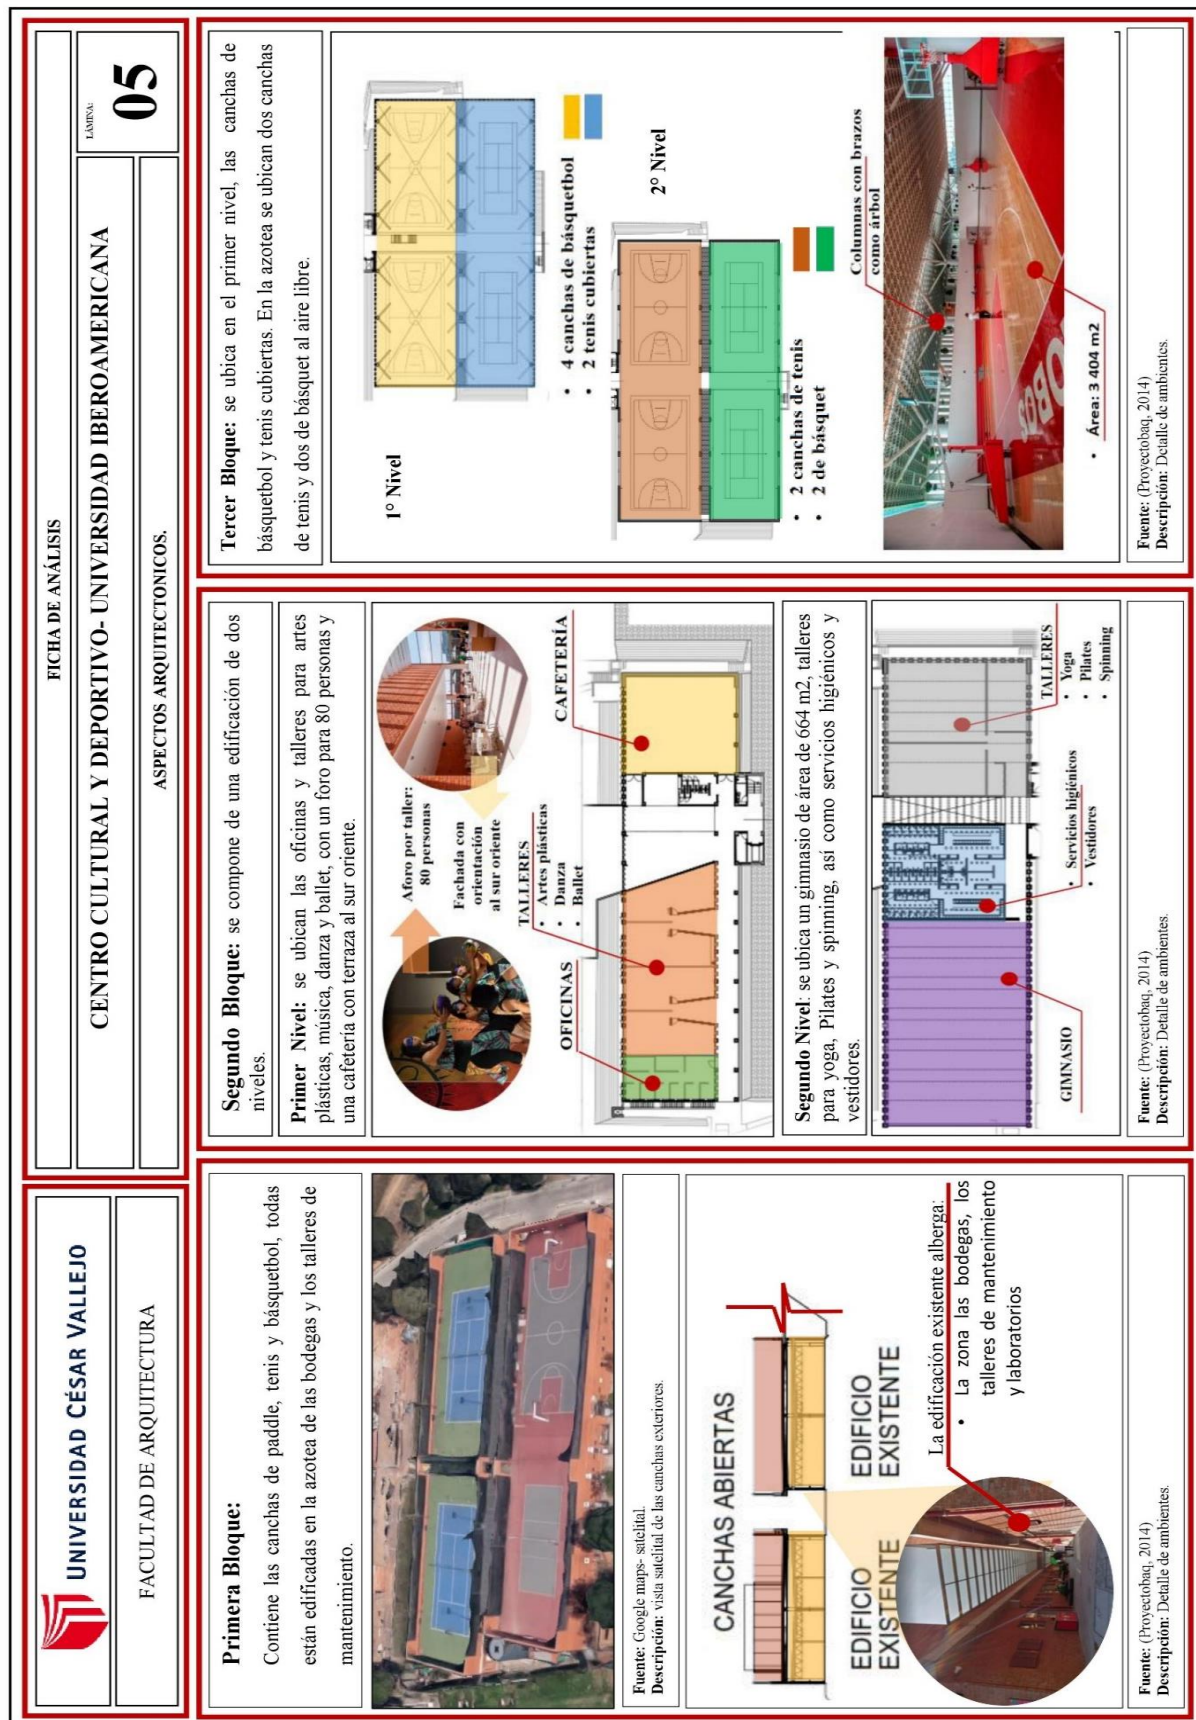 UNIVERSIDAD CÉSAR VALLEJO
FACULTAD DE ARQUITECTURA
FICHA DE ANÁLISIS
CENTRO CULTURAL Y DEPORTIVO- UNIVERSIDAD IBEROAMERICANA
ASPECTOS ARQUITECTONICOS.
LÁMINA:
05
Primera Bloque:
Contiene las canchas de paddle, tenis y básquetbol, todas
están edificadas en la azotea de las bodegas y los talleres de
mantenimiento.
Fuente: Google maps- satelital.
Descripción: vista satelital de las canchas exteriores.
CANCHAS ABIERTAS
EDIFICIO
EXISTENTE
EDIFICIO
EXISTENTE
La edificación existente alberga:
• La zona las bodegas, los
talleres de mantenimiento
y laboratorios
Fuente: (Proyectobaq, 2014)
Descripción: Detalle de ambientes.
Segundo Bloque: se compone de una edificación de dos
niveles.
Primer Nivel: se ubican las oficinas y talleres para artes
plásticas, música, danza y ballet, con un foro para 80 personas y
una cafetería con terraza al sur oriente.
Aforo por taller:
80 personas
Fachada con
orientación
al sur oriente
OFICINAS
TALLERES
• Artes plásticas
• Danza
• Ballet
CAFETERÍA
Segundo Nivel: se ubica un gimnasio de área de 664 m2, talleres
para yoga, Pilates y spinning, así como servicios higiénicos y
vestidores.
GIMNASIO
• Servicios higiénicos
• Vestidores
TALLERES
• Yoga
• Pilates
• Spinning
Fuente: (Proyectobaq, 2014)
Descripción: Detalle de ambientes.
Tercer Bloque: se ubica en el primer nivel, las canchas de
básquetbol y tenis cubiertas. En la azotea se ubican dos canchas
de tenis y dos de básquet al aire libre.
1° Nivel
• 4 canchas de básquetbol
• 2 tenis cubiertas
2° Nivel
• 2 canchas de tenis
• 2 de básquet
Columnas con brazos
como árbol
• Área: 3 404 m2
OBOS
Fuente: (Proyectobaq, 2014)
Descripción: Detalle de ambientes.